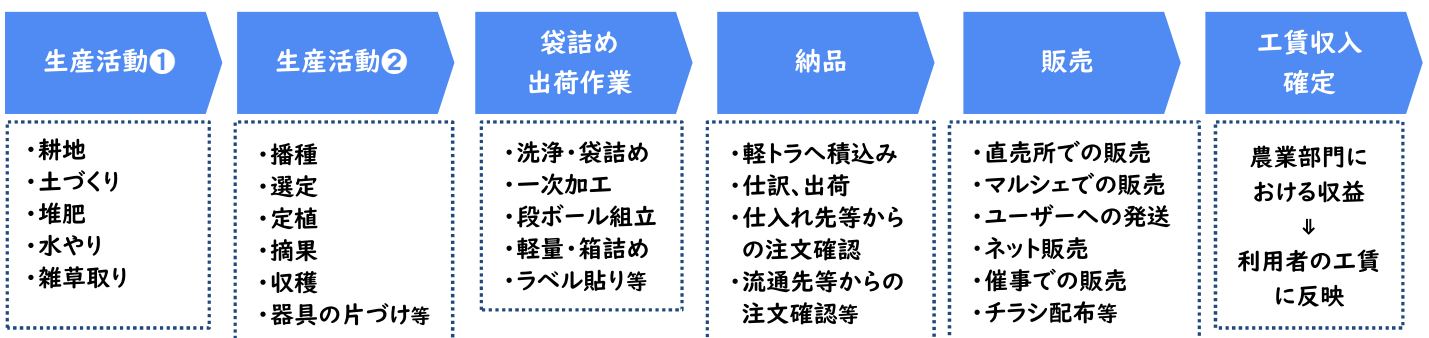 生産活動❶
・耕地
・土づくり
・堆肥
・水やり
・雑草取り
生産活動❷
・播種
・選定
・定植
・摘果
・収穫
・器具の片づけ等
袋詰め
出荷作業
・洗浄・袋詰め
・一次加工
・段ボール組立
・軽量・箱詰め
・ラベル貼り等
納品
・軽トラへ積込み
・仕訳、出荷
・仕入れ先等から
の注文確認
・流通先等からの
注文確認等
販売
・直売所での販売
・マルシェでの販売
・ユーザーへの発送
・ネット販売
・催事での販売
・チラシ配布等
工賃収入
確定
農業部門に
おける収益
⇓
利用者の工賃
に反映